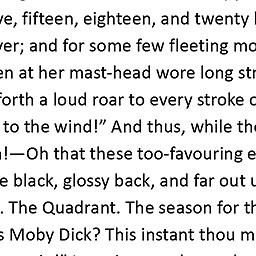 ve, fifteen, eighteen, and twenty
ver; and for some few fleeting mo
en at her mast-head wore long str
forth a loud roar to every stroke o
to the wind!” And thus, while the
!—Oh that these too-favouring e
e black, glossy back, and far out u
. The Quadrant. The season for th
s Moby Dick? This instant thou m